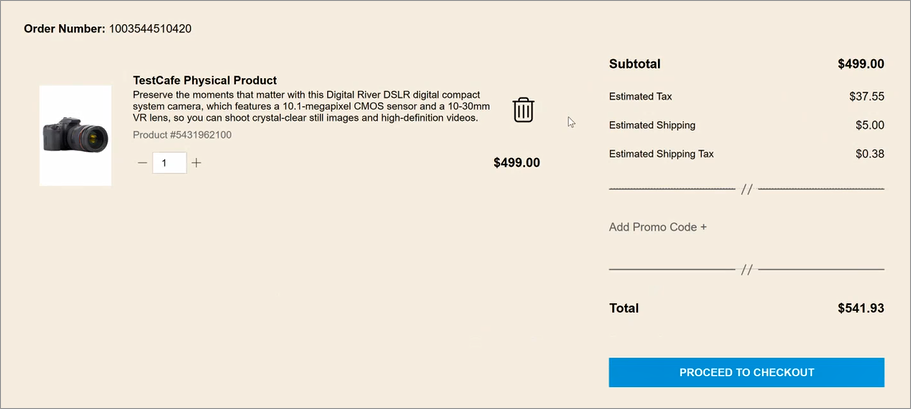 Order Number: 1003544510420
TestCafe Physical Product
Preserve the moments that matter with this Digital River DSLR digital compact
system camera, which features a 10.1-megapixel CMOS sensor and a 10-30mm
VR lens, so you can shoot crystal-clear still images and high-definition videos.
Product #5431962100
— 1 +
$499.00
Subtotal $499.00
Estimated Tax $37.55
Estimated Shipping $5.00
Estimated Shipping Tax $0.38
//
Add Promo Code +
//
Total $541.93
PROCEED TO CHECKOUT